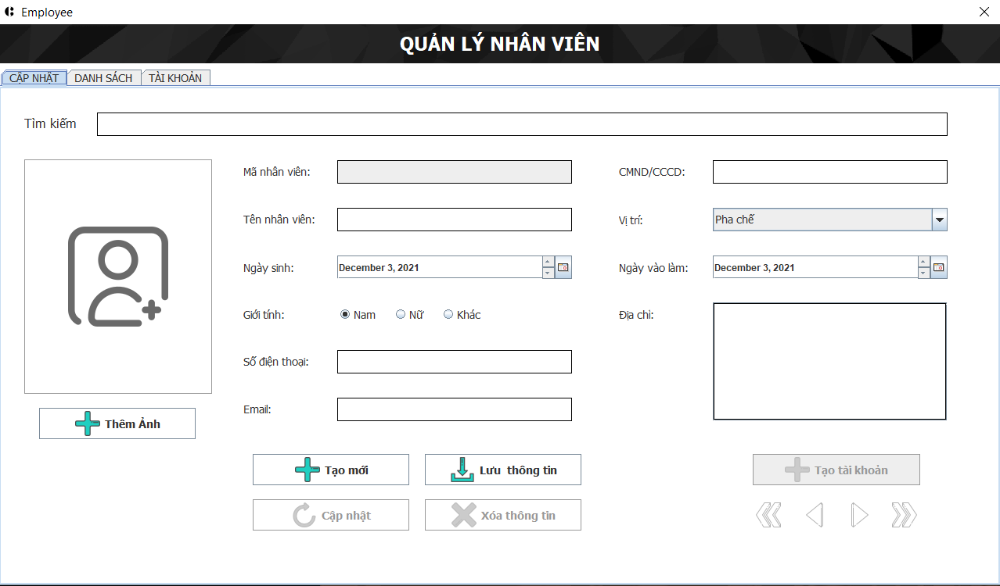 Employee
QUẢN LÝ NHÂN VIÊN
CẬP NHẬT DANH SÁCH TÀI KHOẢN
Tìm kiếm
Mã nhân viên: CMND/CCCD:
Tên nhân viên: Vị trí: Pha chế
Ngày sinh: December 3, 2021 Ngày vào làm: December 3, 2021
Giới tính: Nam Nữ Khác Địa chỉ:
Số điện thoại:
Email:
Thêm Ảnh
Tạo mới Lưu thông tin Tạo tài khoản
Cập nhật Xóa thông tin